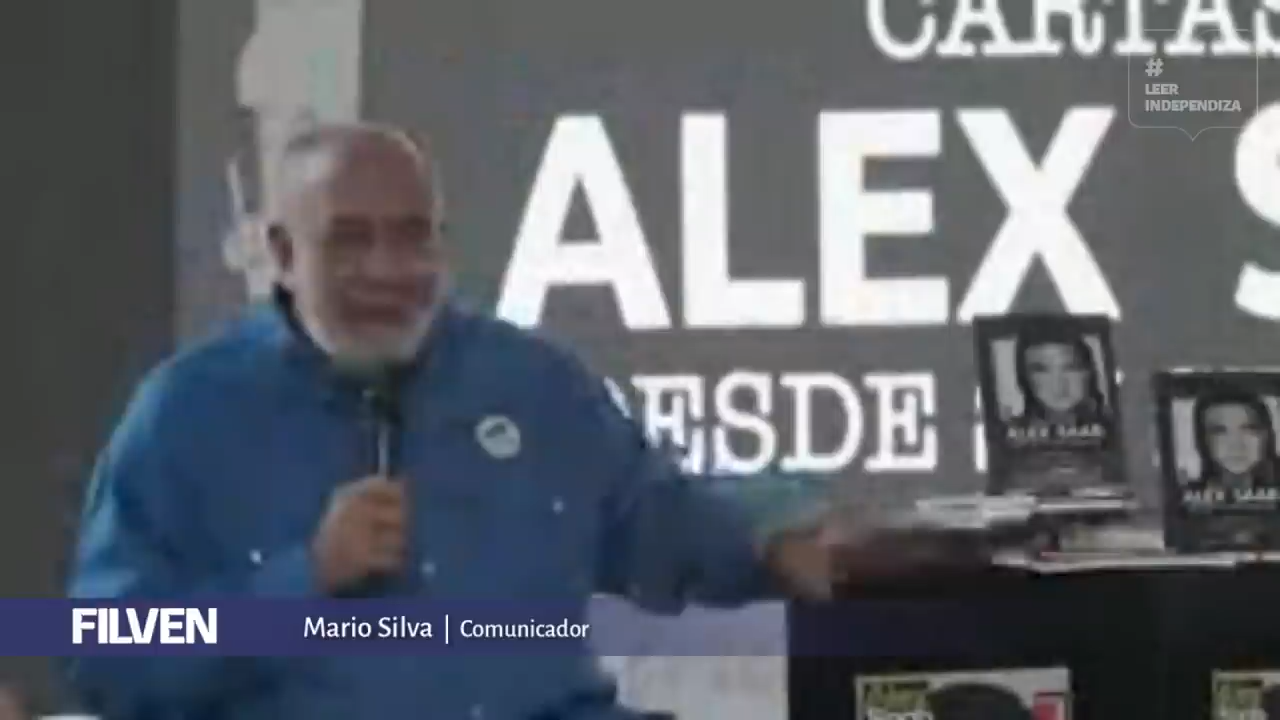 CARTAS
#
LEER
INDEPENDIZA
ALEX S
DESDE
ALEX SAAB
ALEX SAAB
FILVEN
Mario Silva | Comunicador